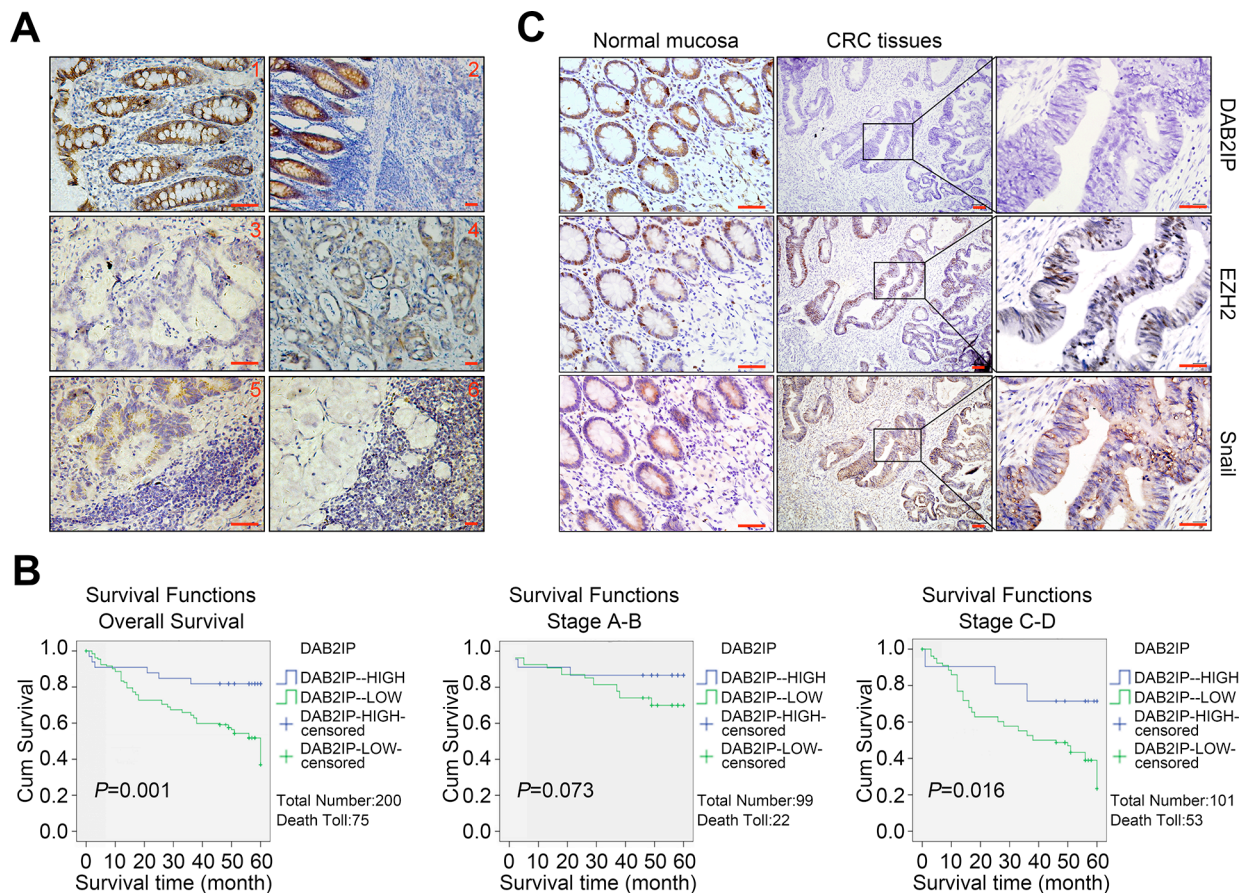 A
1
2
3
4
5
6
C
Normal mucosa
CRC tissues
DAB2IP
EZH2
Snail
B
Survival Functions
Overall Survival
Cum Survival
1.0
0.8
0.6
0.4
0.2
0.0
P=0.001
0 10 20 30 40 50 60
Survival time (month)
DAB2IP
DAB2IP--HIGH
DAB2IP--LOW
DAB2IP-HIGH-
censored
DAB2IP-LOW-
censored
Total Number:200
Death Toll:75
Survival Functions
Stage A-B
Cum Survival
1.0
0.8
0.6
0.4
0.2
0.0
P=0.073
0 10 20 30 40 50 60
Survival time (month)
DAB2IP
DAB2IP--HIGH
DAB2IP--LOW
DAB2IP-HIGH-
censored
DAB2IP-LOW-
censored
Total Number:99
Death Toll:22
Survival Functions
Stage C-D
Cum Survival
1.0
0.8
0.6
0.4
0.2
0.0
P=0.016
0 10 20 30 40 50 60
Survival time (month)
DAB2IP
DAB2IP--HIGH
DAB2IP--LOW
DAB2IP-HIGH-
censored
DAB2IP-LOW-
censored
Total Number:101
Death Toll:53